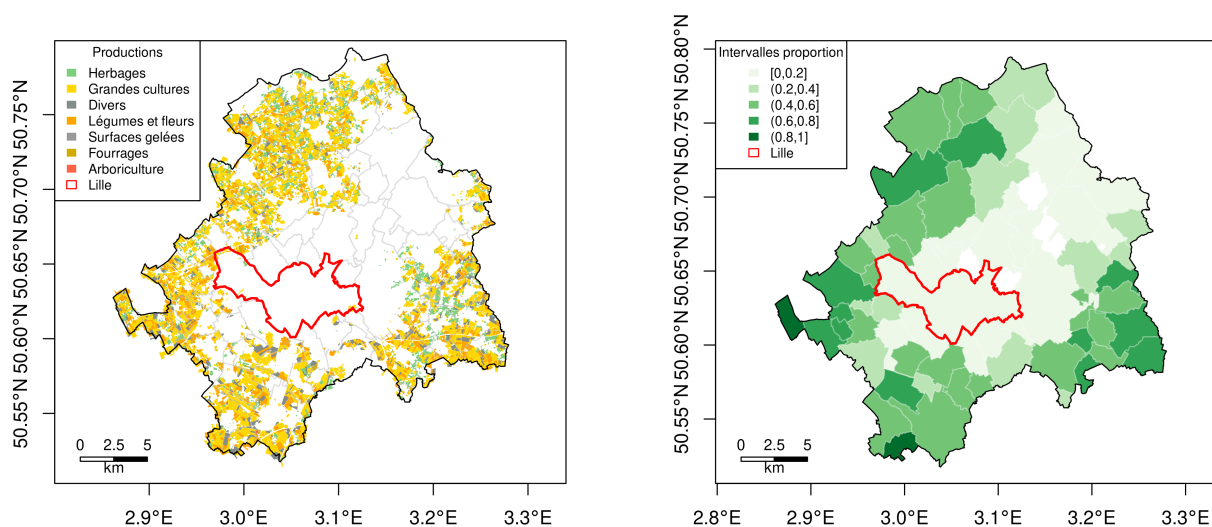 Productions
Herbages
Grandes cultures
Divers
Légumes et fleurs
Surfaces gelées
Fourrages
Arboriculture
Lille
50.55°N 50.60°N 50.65°N 50.70°N 50.75°N
0 2.5 5
km
2.9°E 3.0°E 3.1°E 3.2°E 3.3°E
Intervalles proportion
[0,0.2]
(0.2,0.4]
(0.4,0.6]
(0.6,0.8]
(0.8,1]
Lille
50.55°N 50.60°N 50.65°N 50.70°N 50.75°N 50.80°N
0 2.5 5
km
2.8°E 2.9°E 3.0°E 3.1°E 3.2°E 3.3°E